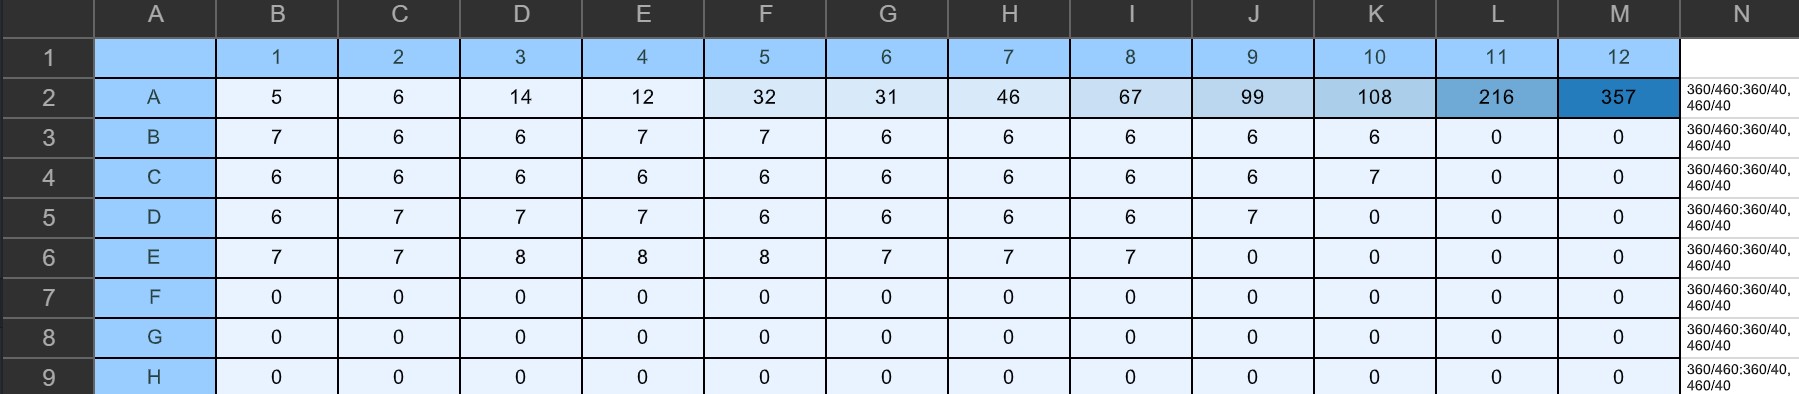 A B C D E F G H I J K L M N
1 1 2 3 4 5 6 7 8 9 10 11 12
2 A 5 6 14 12 32 31 46 67 99 108 216 357 360/460:360/40,
460/40
3 B 7 6 6 7 7 6 6 6 6 6 0 0 360/460:360/40,
460/40
4 C 6 6 6 6 6 6 6 6 6 7 0 0 360/460:360/40,
460/40
5 D 6 7 7 7 6 6 6 6 7 0 0 0 360/460:360/40,
460/40
6 E 7 7 8 8 8 7 7 7 0 0 0 0 360/460:360/40,
460/40
7 F 0 0 0 0 0 0 0 0 0 0 0 0 360/460:360/40,
460/40
8 G 0 0 0 0 0 0 0 0 0 0 0 0 360/460:360/40,
460/40
9 H 0 0 0 0 0 0 0 0 0 0 0 0 360/460:360/40,
460/40